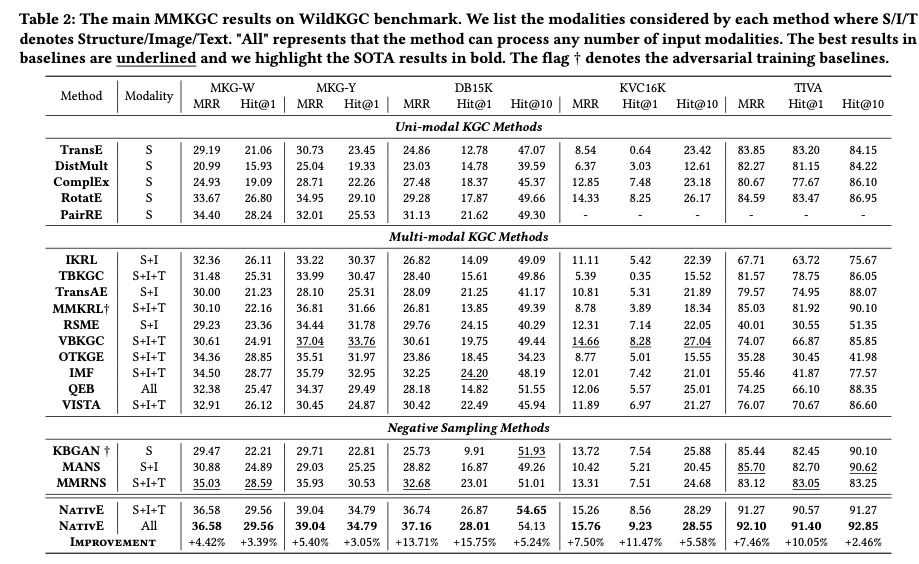 Table 2: The main MMKGC results on WildKGC benchmark. We list the modalities considered by each method where S/I/T
denotes Structure/Image/Text. "All" represents that the method can process any number of input modalities. The best results in
baselines are underlined and we highlight the SOTA results in bold. The flag † denotes the adversarial training baselines.
Method Modality MKG-W MKG-Y DB15K KVC16K TIVA
MRR Hit@1 MRR Hit@1 MRR Hit@1 Hit@10 MRR Hit@1 Hit@10 MRR Hit@1 Hit@10
Uni-modal KGC Methods
TransE S 29.19 21.06 30.73 23.45 24.86 12.78 47.07 8.54 0.64 23.42 83.85 83.20 84.15
DistMult S 20.99 15.93 25.04 19.33 23.03 14.78 39.59 6.37 3.03 12.61 82.27 81.15 84.22
ComplEx S 24.93 19.09 28.71 22.26 27.48 18.37 45.37 12.85 7.48 23.18 80.67 77.67 86.10
RotatE S 33.67 26.80 34.95 29.10 29.28 17.87 49.66 14.33 8.25 26.17 84.59 83.47 86.95
PairRE S 34.40 28.24 32.01 25.53 31.13 21.62 49.30 - - - - - -
Multi-modal KGC Methods
IKRL S+I 32.36 26.11 33.22 30.37 26.82 14.09 49.09 11.11 5.42 22.39 67.71 63.72 75.67
TBKGC S+I+T 31.48 25.31 33.99 30.47 28.40 15.61 49.86 5.39 0.35 15.52 81.57 78.75 86.05
TransAE S+I 30.00 21.23 28.10 25.31 28.09 21.25 41.17 10.81 5.31 21.89 79.57 74.95 88.07
MMKRL† S+I+T 30.10 22.16 36.81 31.66 26.81 13.85 49.39 8.78 3.89 18.34 85.03 81.92 90.10
RSME S+I 29.23 23.36 34.44 31.78 29.76 24.15 40.29 12.31 7.14 22.05 40.01 30.55 51.35
VBKGC S+I+T 30.61 24.91 37.04 33.76 30.61 19.75 49.44 14.66 8.28 27.04 74.07 66.87 85.85
OTKGE S+I+T 34.36 28.85 35.51 31.97 23.86 18.45 34.23 8.77 5.01 15.55 35.28 30.45 41.98
IMF S+I+T 34.50 28.77 35.79 32.95 32.25 24.20 48.19 12.01 7.42 21.01 55.46 41.87 77.57
QEB All 32.38 25.47 34.37 29.49 28.18 14.82 51.55 12.06 5.57 25.01 74.25 66.10 88.35
VISTA S+I+T 32.91 26.12 30.45 24.87 30.42 22.49 45.94 11.89 6.97 21.27 76.07 70.67 86.60
Negative Sampling Methods
KBGAN † S 29.47 22.21 29.71 22.81 25.73 9.91 51.93 13.72 7.54 25.88 85.44 82.45 90.10
MANS S+I 30.88 24.89 29.03 25.25 28.82 16.87 49.26 10.42 5.21 20.45 85.70 82.70 90.62
MMRNS S+I+T 35.03 28.59 35.93 30.53 32.68 23.01 51.01 13.31 7.51 24.68 83.12 83.05 83.25
NATIVE S+I+T 36.58 29.56 39.04 34.79 36.74 26.87 54.65 15.26 8.56 28.29 91.27 90.57 91.27
NATIVE All 36.58 29.56 39.04 34.79 37.16 28.01 54.13 15.76 9.23 28.55 92.10 91.40 92.85
IMPROVEMENT +4.42% +3.39% +5.40% +3.05% +13.71% +15.75% +5.24% +7.50% +11.47% +5.58% +7.46% +10.05% +2.46%